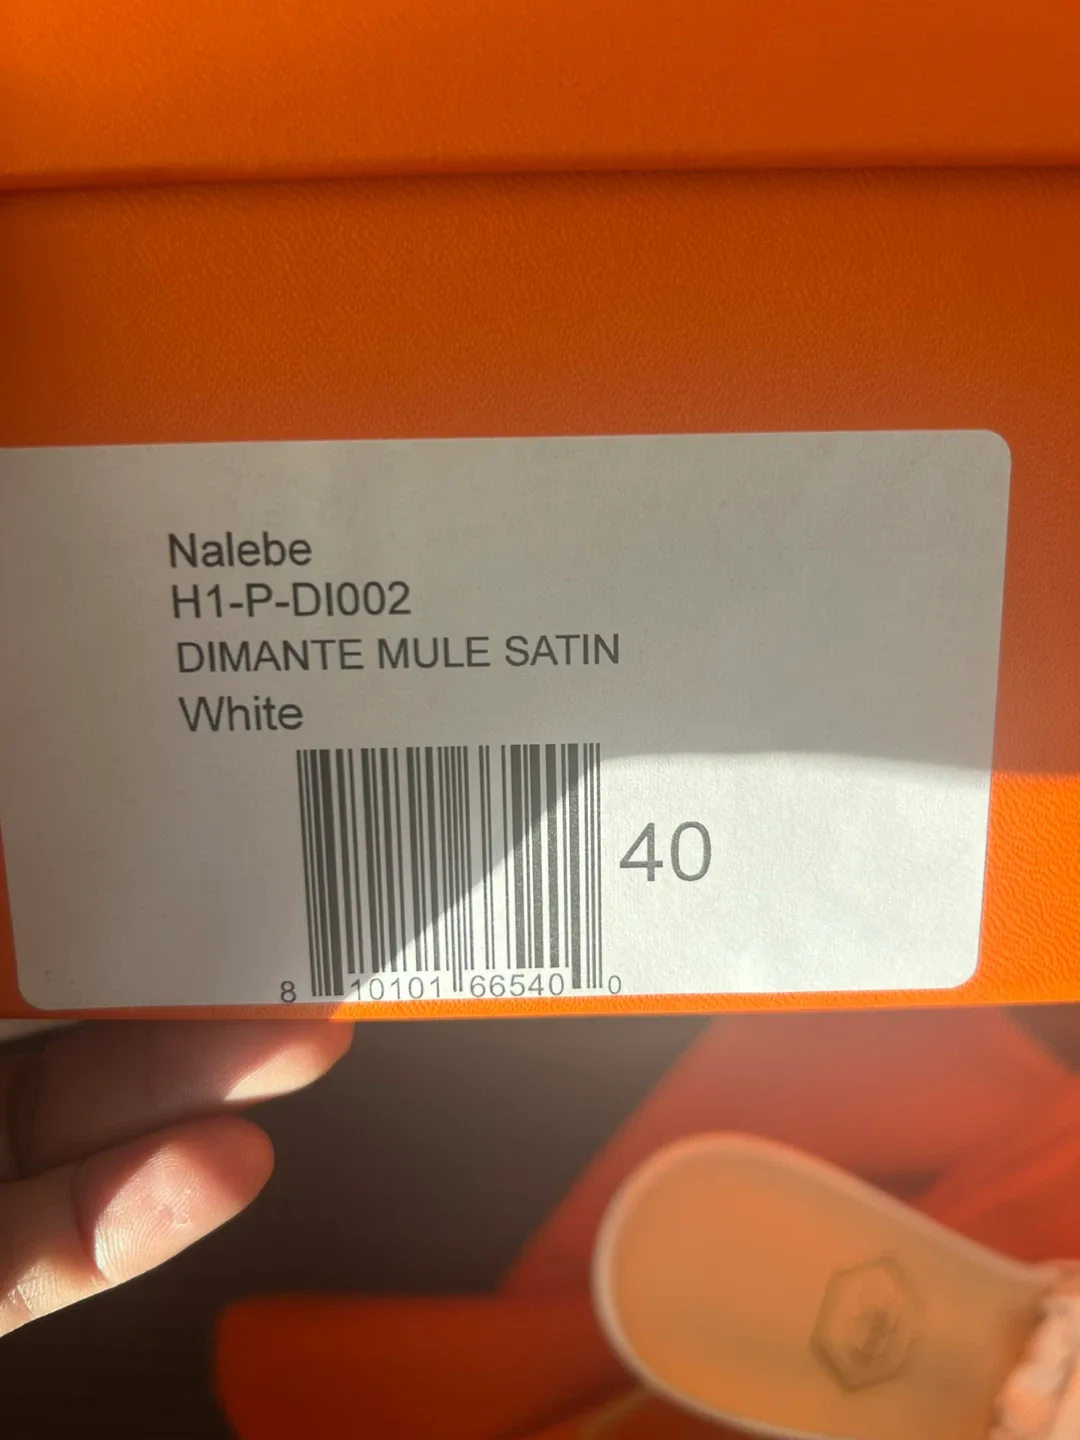 Nalebe
H1-P-DI002
DIMANTE MULE SATIN
White
40
8 10101 66540 0